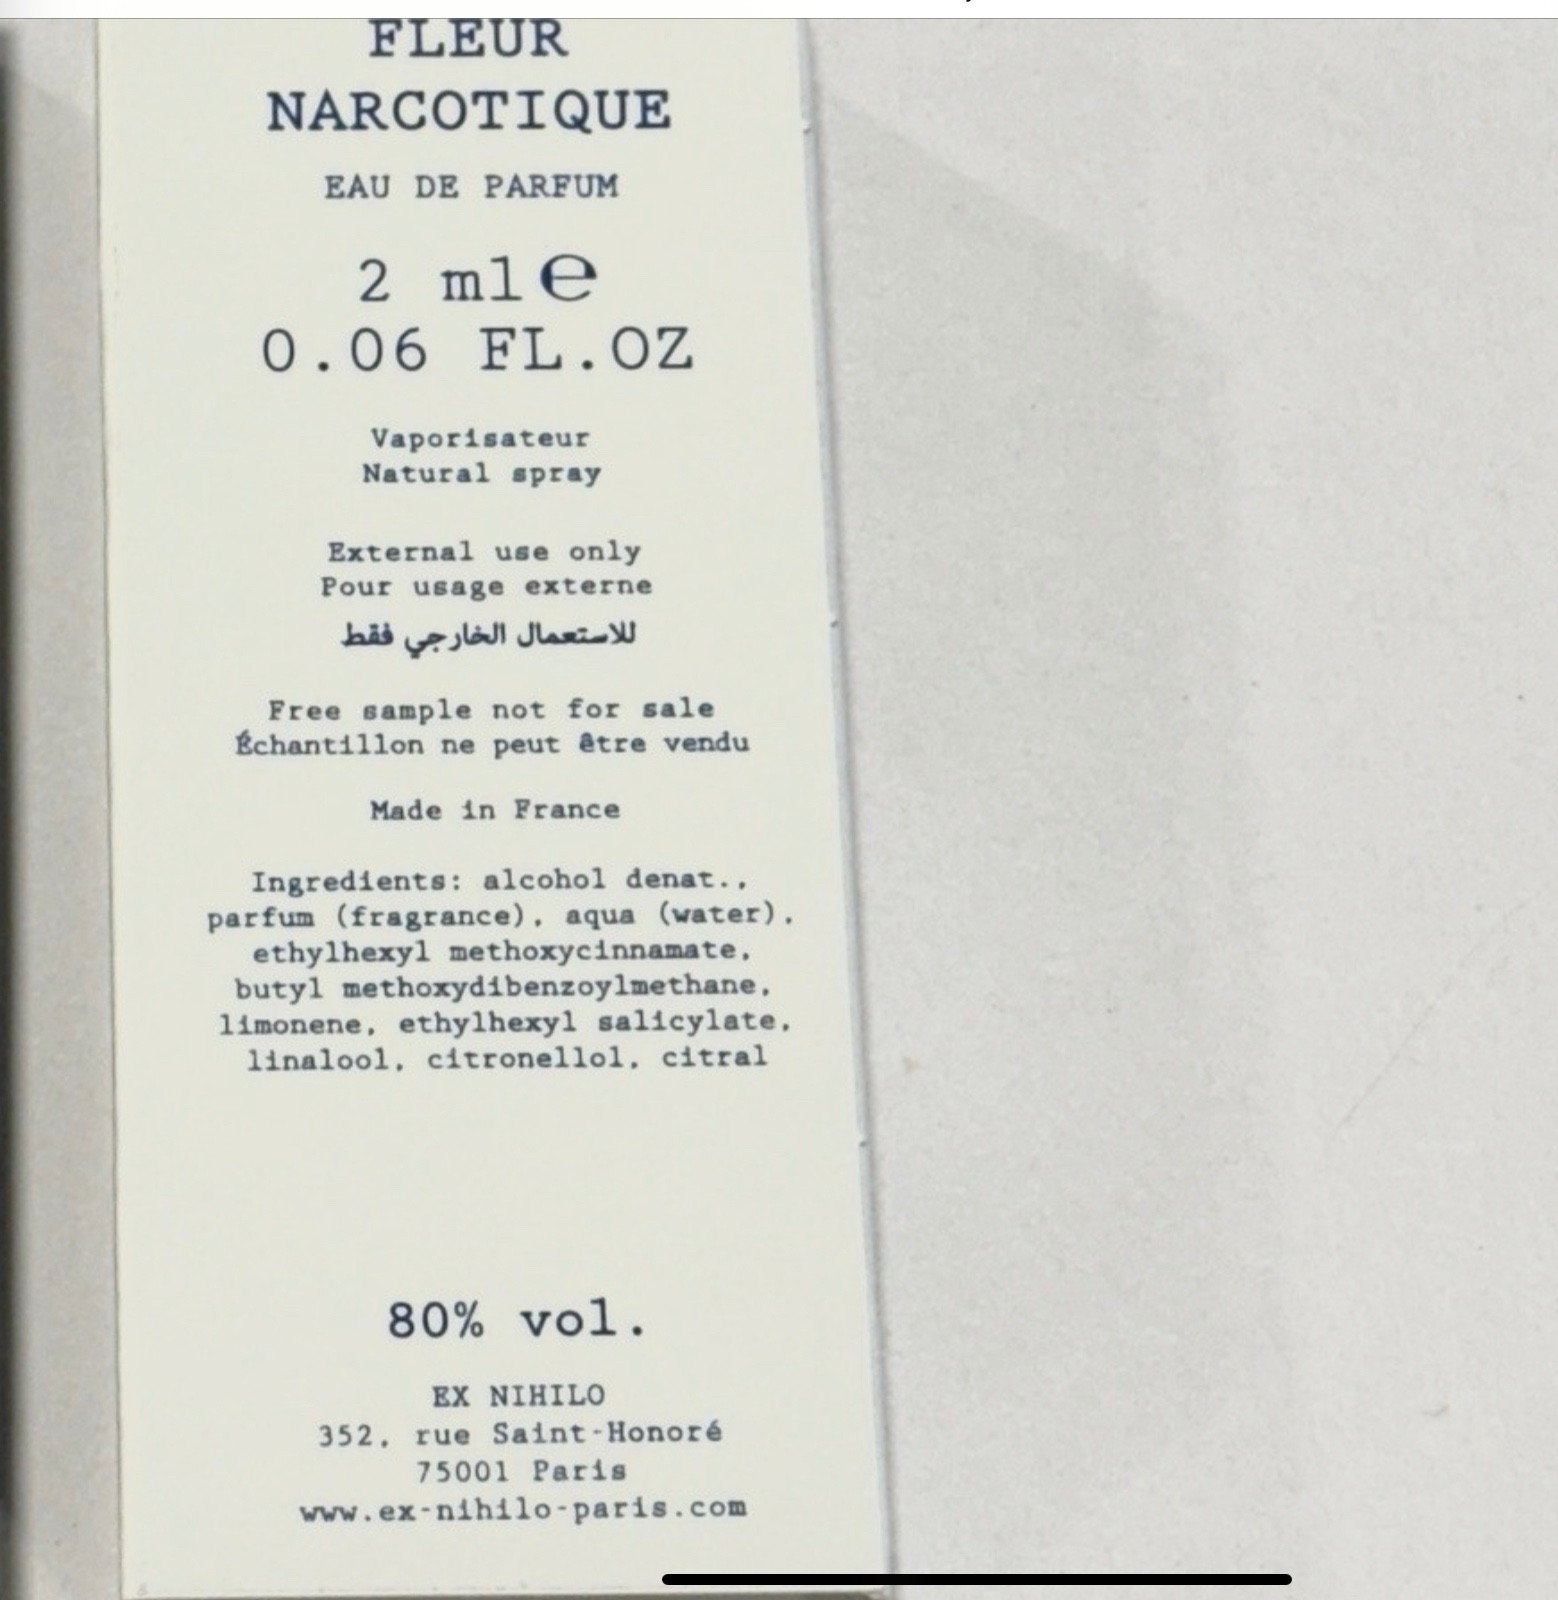 FLEUR
NARCOTIQUE
EAU DE PARFUM
2 ml℮
0.06 FL.OZ
Vaporisateur
Natural spray
External use only
Pour usage externe
للاستعمال الخارجي فقط
Free sample not for sale
Échantillon ne peut être vendu
Made in France
Ingredients: alcohol denat.,
parfum (fragrance), aqua (water),
ethylhexyl methoxycinnamate,
butyl methoxydibenzoylmethane,
limonene, ethylhexyl salicylate,
linalool, citronellol, citral
80% vol.
EX NIHILO
352, rue Saint-Honoré
75001 Paris
www.ex-nihilo-paris.com